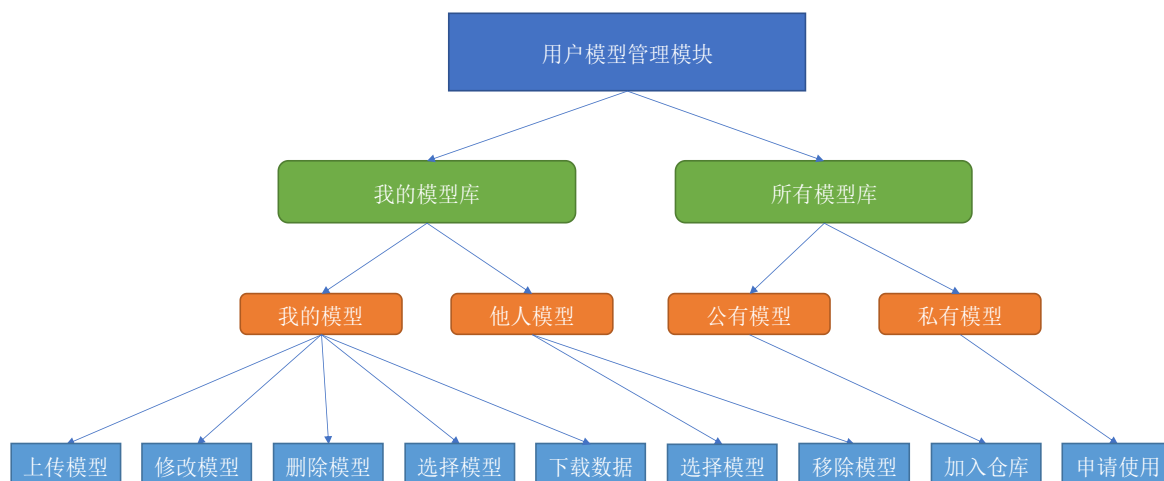 用户模型管理模块
我的模型库
所有模型库
我的模型
他人模型
公有模型
私有模型
上传模型
修改模型
删除模型
选择模型
下载数据
选择模型
移除模型
加入仓库
申请使用